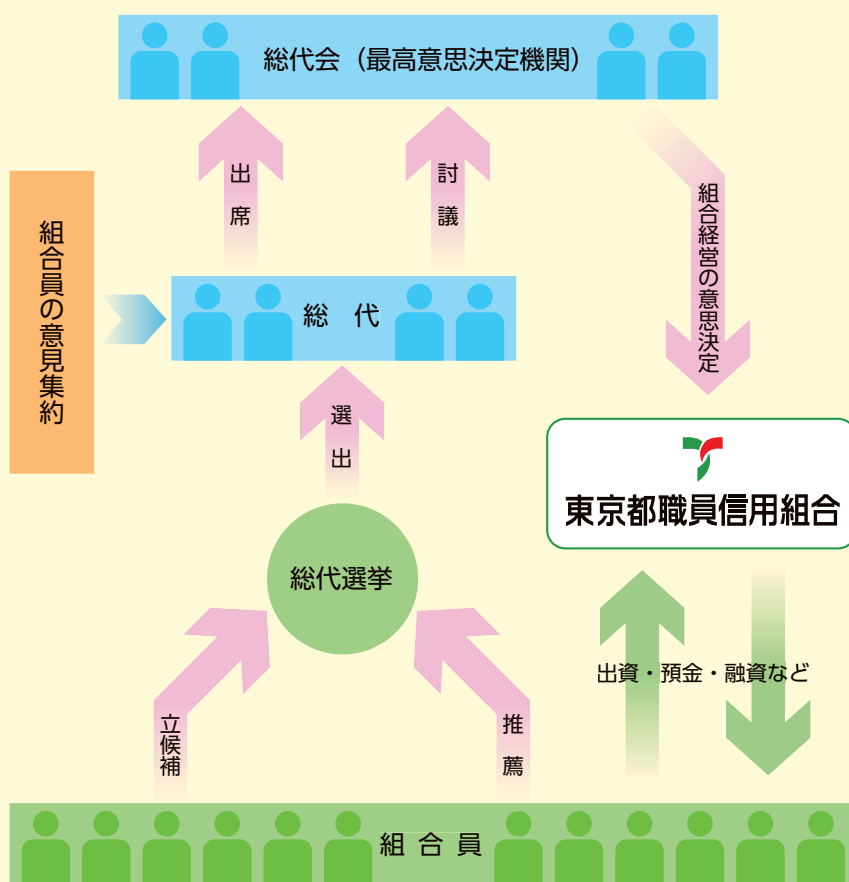 総代会（最高意思決定機関）
出席
討議
組合経営の意思決定
組合員の意見集約
総代
選出
東京都職員信用組合
総代選挙
出資・預金・融資など
立候補
推薦
組合員